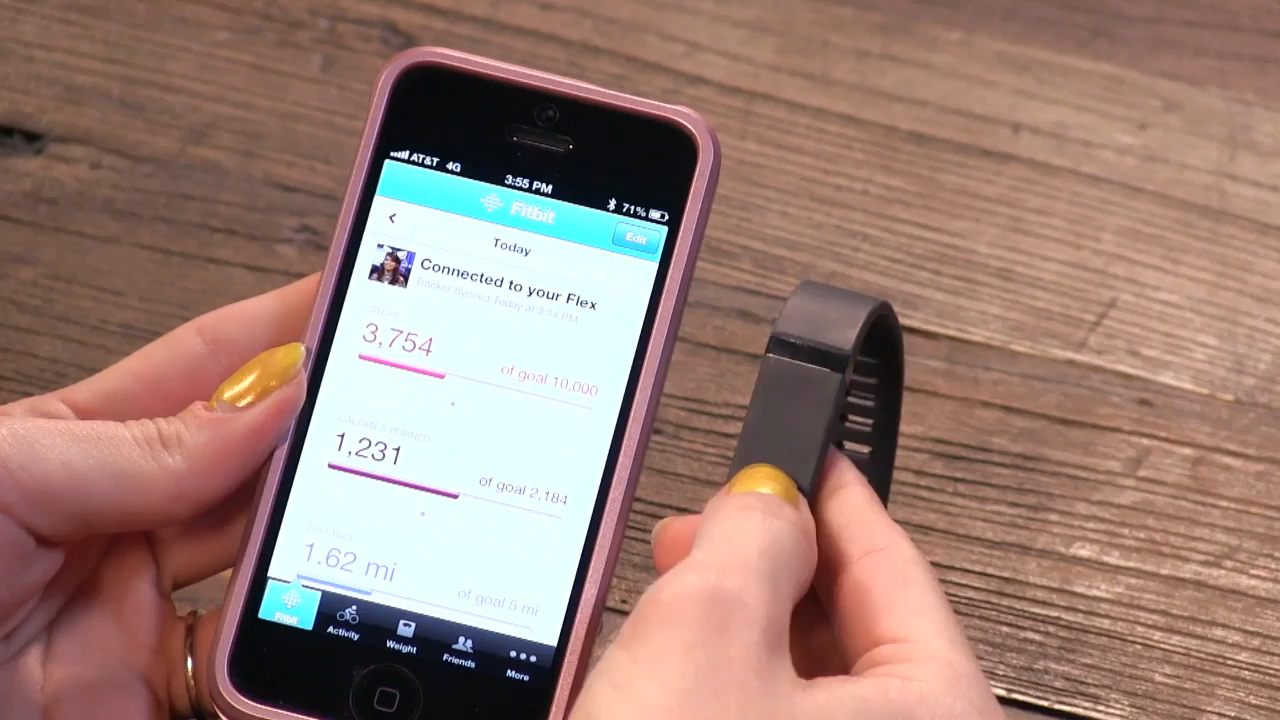 AT&T 4G
3:55 PM
71%
Fitbit
Edit
Today
Connected to your Flex
Tracker Synced Today at 3:54 PM
STEPS
3,754
of goal 10,000
CALORIES BURNED
1,231
of goal 2,184
DISTANCE
1.62 mi
of goal 5 mi
Fitbit
Activity
Weight
Friends
More